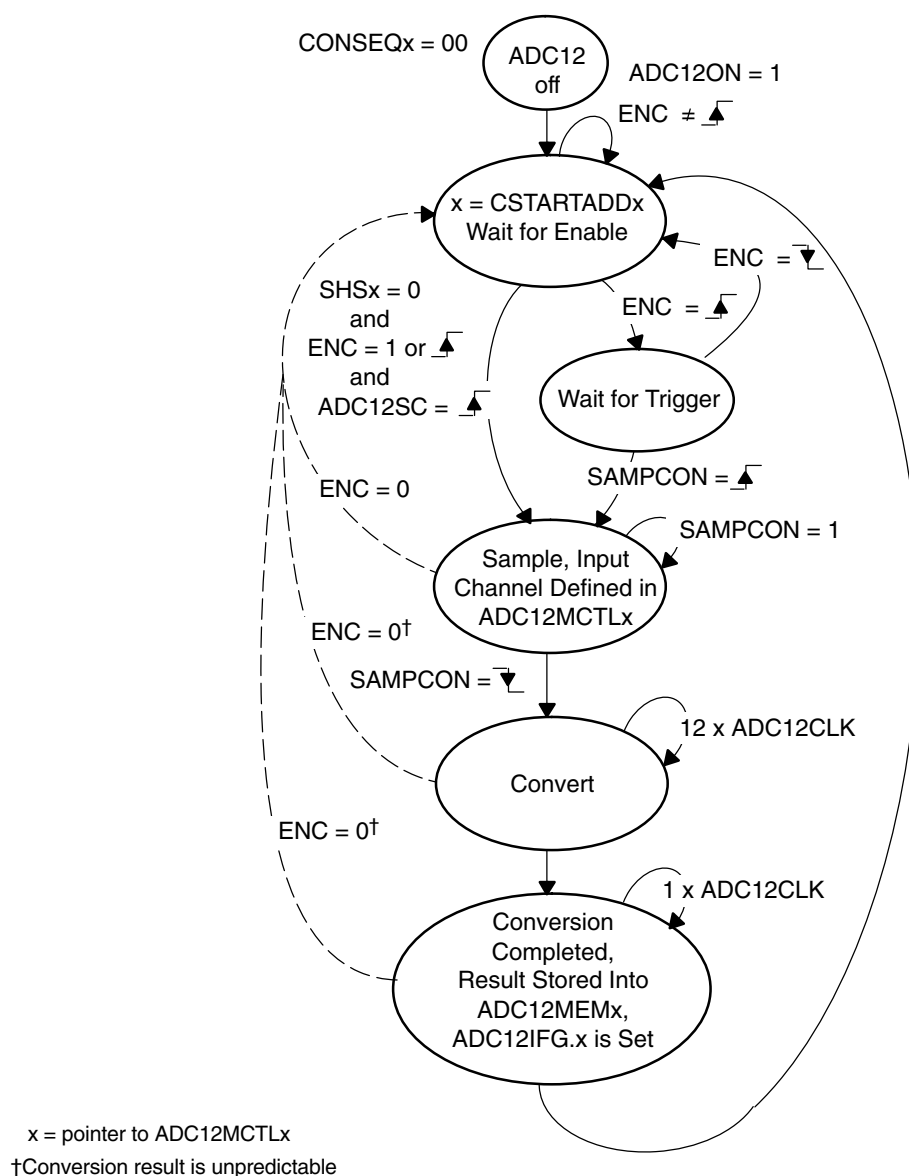 CONSEQx = 00
ADC12
off
ADC12ON = 1
ENC ≠
x = CSTARTADDx
Wait for Enable
ENC =
SHSx = 0
and
ENC = 1 or
and
ADC12SC =
ENC =
Wait for Trigger
SAMPCON =
ENC = 0
SAMPCON = 1
Sample, Input
Channel Defined in
ADC12MCTLx
ENC = 0†
SAMPCON =
12 x ADC12CLK
Convert
ENC = 0†
1 x ADC12CLK
Conversion
Completed,
Result Stored Into
ADC12MEMx,
ADC12IFG.x is Set
x = pointer to ADC12MCTLx
†Conversion result is unpredictable